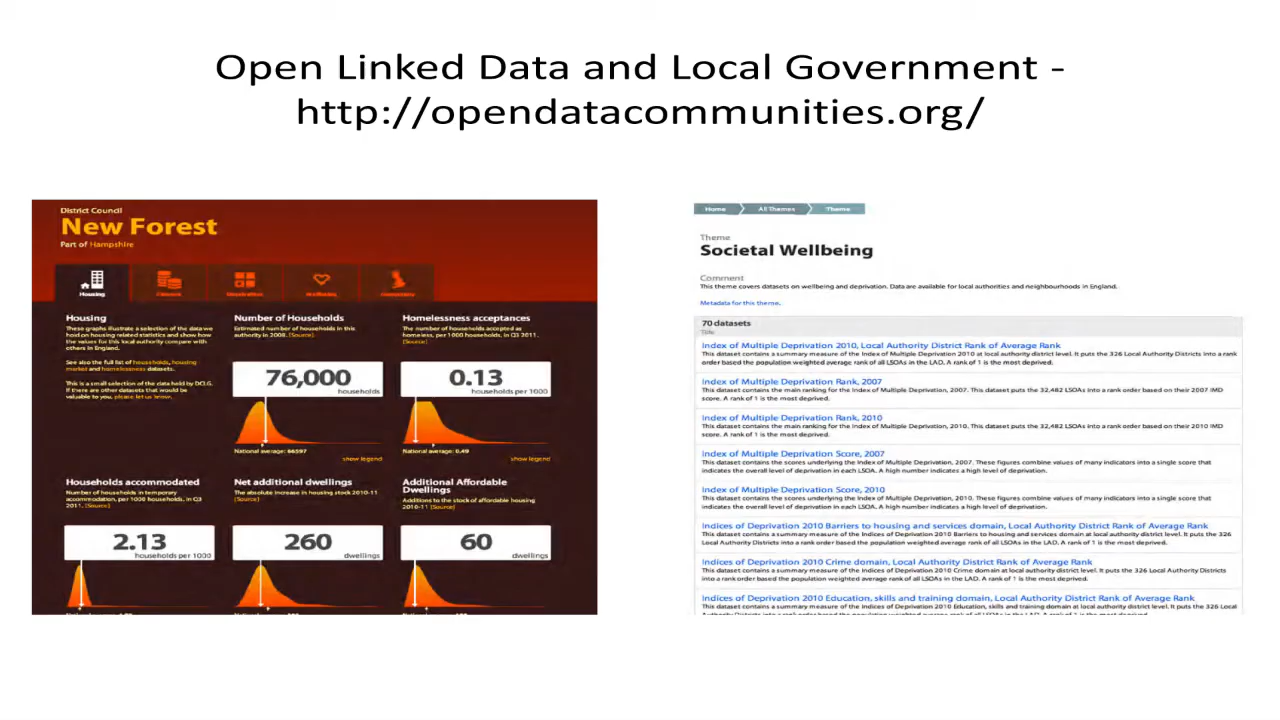 Open Linked Data and Local Government -
http://opendatacommunities.org/
District Council
New Forest
Part of Hampshire
Housing
Housing
These graphs illustrate a selection of the data we
hold on housing related statistics and show how
the values for this local authority compare with
others in England.
See also the full list of households, housing
market and homelessness datasets.
This is a small selection of the data held by DCLG.
If there are other datasets that would be
valuable to you, please let us know.
Number of Households
Estimated number of households in this
authority in 2008. [Source]
76,000
households
National average: 66597
show legend
Homelessness acceptances
The number of households accepted as
homeless, per 1000 households, in Q3 2011.
[Source]
0.13
households per 1000
National average: 0.49
show legend
Households accommodated
Number of households in temporary
accommodation, per 1000 households, in Q3
2011. [Source]
2.13
households per 1000
Net additional dwellings
The absolute increase in housing stock 2010-11
[Source]
260
dwellings
Additional Affordable
Dwellings
Additions to the stock of affordable housing
2010-11 [Source]
60
dwellings
Home
All Themes
Theme
Theme
Societal Wellbeing
Comment
This theme covers datasets on wellbeing and deprivation. Data are available for local authorities and neighbourhoods in England.
Metadata for this theme.
70 datasets
Title
Index of Multiple Deprivation 2010, Local Authority District Rank of Average Rank
This dataset contains a summary measure of the Index of Multiple Deprivation 2010 at local authority district level. It puts the 326 Local Authority Districts into a rank
order based the population weighted average rank of all LSOAs in the LAD. A rank of 1 is the most deprived.
Index of Multiple Deprivation Rank, 2007
This dataset contains the main ranking for the Index of Multiple Deprivation, 2007. This dataset puts the 32,482 LSOAs into a rank order based on their 2007 IMD
score. A rank of 1 is the most deprived.
Index of Multiple Deprivation Rank, 2010
This dataset contains the main ranking for the Index of Multiple Deprivation, 2010. This dataset puts the 32,482 LSOAs into a rank order based on their 2010 IMD
score. A rank of 1 is the most deprived.
Index of Multiple Deprivation Score, 2007
This dataset contains the scores underlying the Index of Multiple Deprivation, 2007. These figures combine values of many indicators into a single score that
indicates the overall level of deprivation in each LSOA. A high number indicates a high level of deprivation.
Index of Multiple Deprivation Score, 2010
This dataset contains the scores underlying the Index of Multiple Deprivation, 2010. These figures combine values of many indicators into a single score that
indicates the overall level of deprivation in each LSOA. A high number indicates a high level of deprivation.
Indices of Deprivation 2010 Barriers to housing and services domain, Local Authority District Rank of Average Rank
This dataset contains a summary measure of the Indices of Deprivation 2010 Barriers to housing and services domain at local authority district level. It puts the 326
Local Authority Districts into a rank order based the population weighted average rank of all LSOAs in the LAD. A rank of 1 is the most deprived.
Indices of Deprivation 2010 Crime domain, Local Authority District Rank of Average Rank
This dataset contains a summary measure of the Indices of Deprivation 2010 Crime domain at local authority district level. It puts the 326 Local Authority Districts
into a rank order based the population weighted average rank of all LSOAs in the LAD. A rank of 1 is the most deprived.
Indices of Deprivation 2010 Education, skills and training domain, Local Authority District Rank of Average Rank
This dataset contains a summary measure of the Indices of Deprivation 2010 Education, skills and training domain at local authority district level. It puts the 326 Local